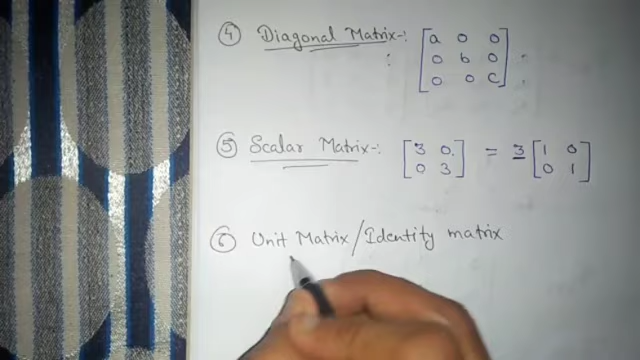 ④ Diagonal Matrix-: [a 0 0
0 b 0
0 0 c]
⑤ Scalar Matrix-: [3 0
0 3] = 3 [1 0
0 1]
⑥ Unit Matrix/Identity matrix